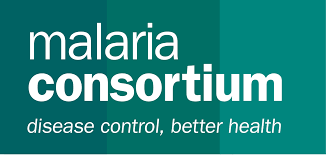 malaria
consortium
disease control, better health